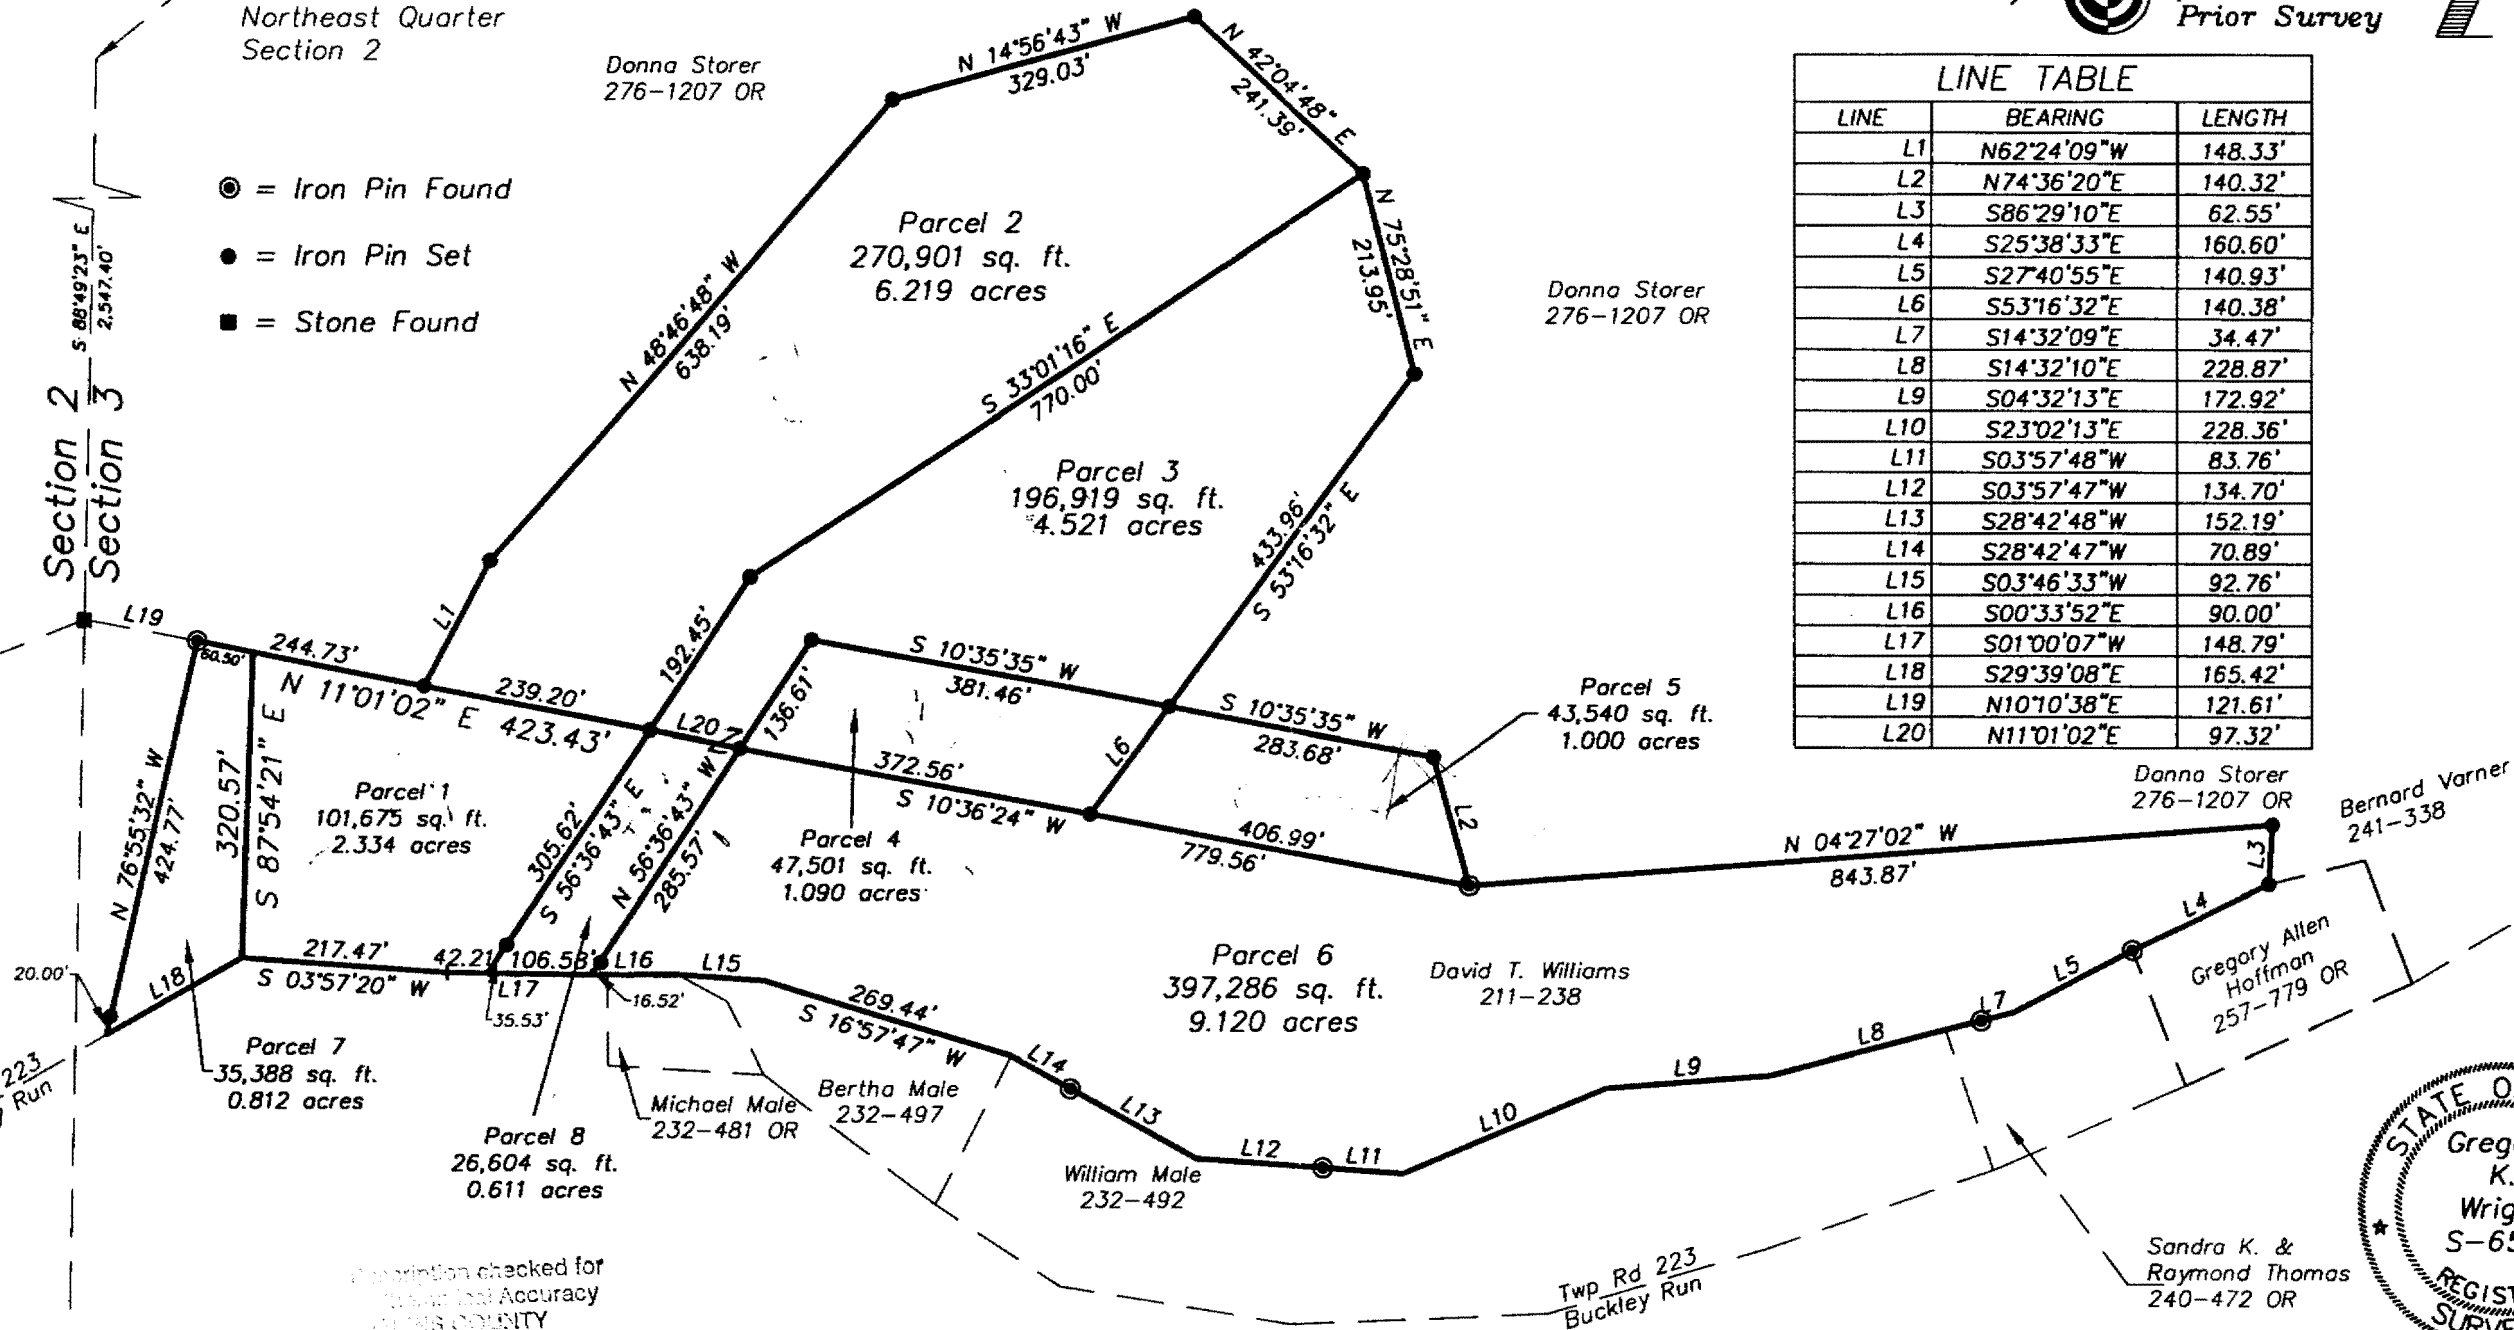 Northeast Quarter
Section 2
Donna Storer
276-1207 OR
Prior Survey
= Iron Pin Found
= Iron Pin Set
= Stone Found
S 88°49'23" E
2,547.40'
Section 2
Section 3
N 14°56'43" W
329.03'
N 42°04'48" E
241.39'
N 75°28'51" E
213.95'
N 48°46'48" W
638.19'
Parcel 2
270,901 sq. ft.
6.219 acres
S 33°01'16" E
770.00'
Donna Storer
276-1207 OR
Parcel 3
196,919 sq. ft.
4.521 acres
433.96'
S 53°16'32" E
LINE TABLE
LINE BEARING LENGTH
L1 N62°24'09"W 148.33'
L2 N74°36'20"E 140.32'
L3 S86°29'10"E 62.55'
L4 S25°38'33"E 160.60'
L5 S27°40'55"E 140.93'
L6 S53°16'32"E 140.38'
L7 S14°32'09"E 34.47'
L8 S14°32'10"E 228.87'
L9 S04°32'13"E 172.92'
L10 S23°02'13"E 228.36'
L11 S03°57'48"W 83.76'
L12 S03°57'47"W 134.70'
L13 S28°42'48"W 152.19'
L14 S28°42'47"W 70.89'
L15 S03°46'33"W 92.76'
L16 S00°33'52"E 90.00'
L17 S01°00'07"W 148.79'
L18 S29°39'08"E 165.42'
L19 N10°10'38"E 121.61'
L20 N11°01'02"E 97.32'
L19
L1
60.50'
244.73'
N 11°01'02" E 423.43'
239.20'
192.45'
L20
136.61'
S 10°35'35" W
381.46'
S 10°35'35" W
283.68'
L6
L2
372.56'
S 10°36'24" W
406.99'
779.56'
Parcel 5
43,540 sq. ft.
1.000 acres
N 76°55'32" W
424.77'
320.57'
S 87°54'21" E
Parcel 1
101,675 sq. ft.
2.334 acres
305.62'
S 56°36'43" E
N 56°36'43" W
285.57'
Parcel 4
47,501 sq. ft.
1.090 acres
N 04°27'02" W
843.87'
Donna Storer
276-1207 OR
Bernard Varner
241-338
L3
L4
L5
L7
L8
L9
L10
L11
L12
L13
L14
Gregory Allen
Hoffman
257-779 OR
20.00'
L18
217.47'
S 03°57'20" W
42.21'
106.58'
L17
35.53'
L16
16.52'
L15
269.44'
S 16°57'47" W
Parcel 6
397,286 sq. ft.
9.120 acres
David T. Williams
211-238
223
Run
Parcel 7
35,388 sq. ft.
0.812 acres
Parcel 8
26,604 sq. ft.
0.611 acres
Michael Male
232-481 OR
Bertha Male
232-497
William Male
232-492
Twp Rd 223
Buckley Run
Sandra K. &
Raymond Thomas
240-472 OR
STATE O
Greg
K.
Wrig
S-65
REGIST
SURVE
checked for
Accuracy
COUNTY